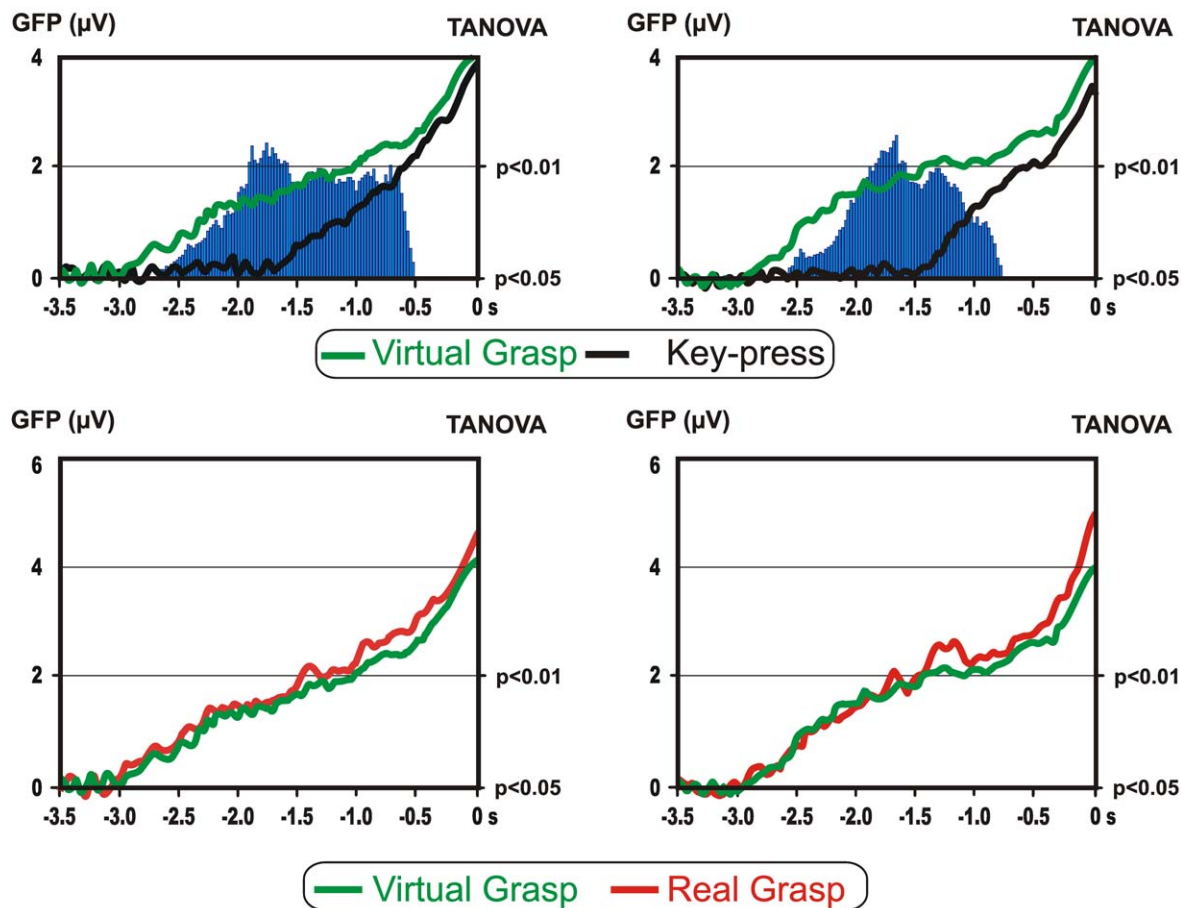 GFP (µV) TANOVA GFP (µV) TANOVA
4 4
2 p<0.01 2 p<0.01
0 p<0.05 0 p<0.05
-3.5 -3.0 -2.5 -2.0 -1.5 -1.0 -0.5 0 s -3.5 -3.0 -2.5 -2.0 -1.5 -1.0 -0.5 0 s
Virtual Grasp Key-press
GFP (µV) TANOVA GFP (µV) TANOVA
6 6
4 4
2 p<0.01 2 p<0.01
0 p<0.05 0 p<0.05
-3.5 -3.0 -2.5 -2.0 -1.5 -1.0 -0.5 0 s -3.5 -3.0 -2.5 -2.0 -1.5 -1.0 -0.5 0 s
Virtual Grasp Real Grasp